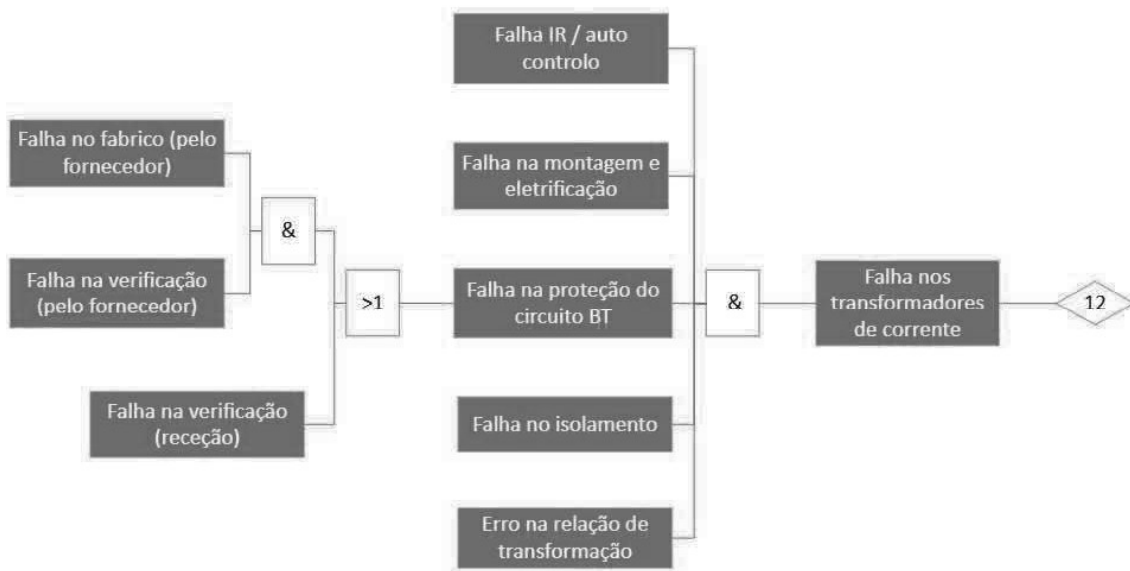 Falha IR / auto
controlo
Falha no fabrico (pelo
fornecedor)
Falha na montagem e
eletrificação
&
Falha na verificação
(pelo fornecedor)
>1
Falha na proteção do
circuito BT
&
Falha nos
transformadores
de corrente
12
Falha na verificação
(receção)
Falha no isolamento
Erro na relação de
transformação